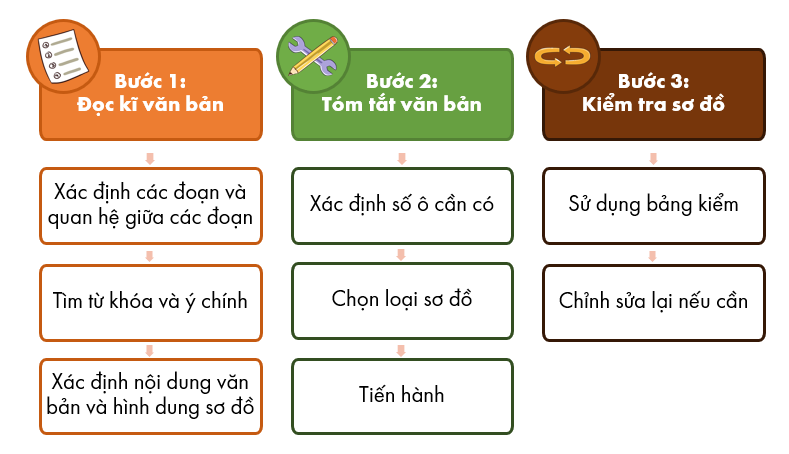 Bước 1:
Đọc kĩ văn bản
Xác định các đoạn và
quan hệ giữa các đoạn
Tìm từ khóa và ý chính
Xác định nội dung văn
bản và hình dung sơ đồ
Bước 2:
Tóm tắt văn bản
Xác định số ô cần có
Chọn loại sơ đồ
Tiến hành
Bước 3:
Kiểm tra sơ đồ
Sử dụng bảng kiểm
Chỉnh sửa lại nếu cần